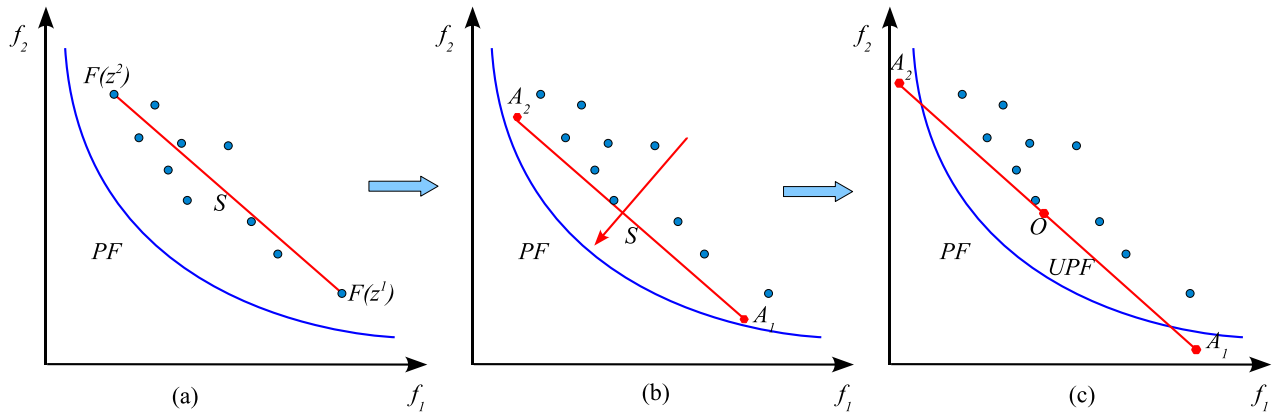 f₂
F(z²)
S
F(z¹)
PF
f₁
(a)
f₂
A₂
S
PF
A₁
f₁
(b)
f₂
A₂
O
PF
UPF
A₁
f₁
(c)